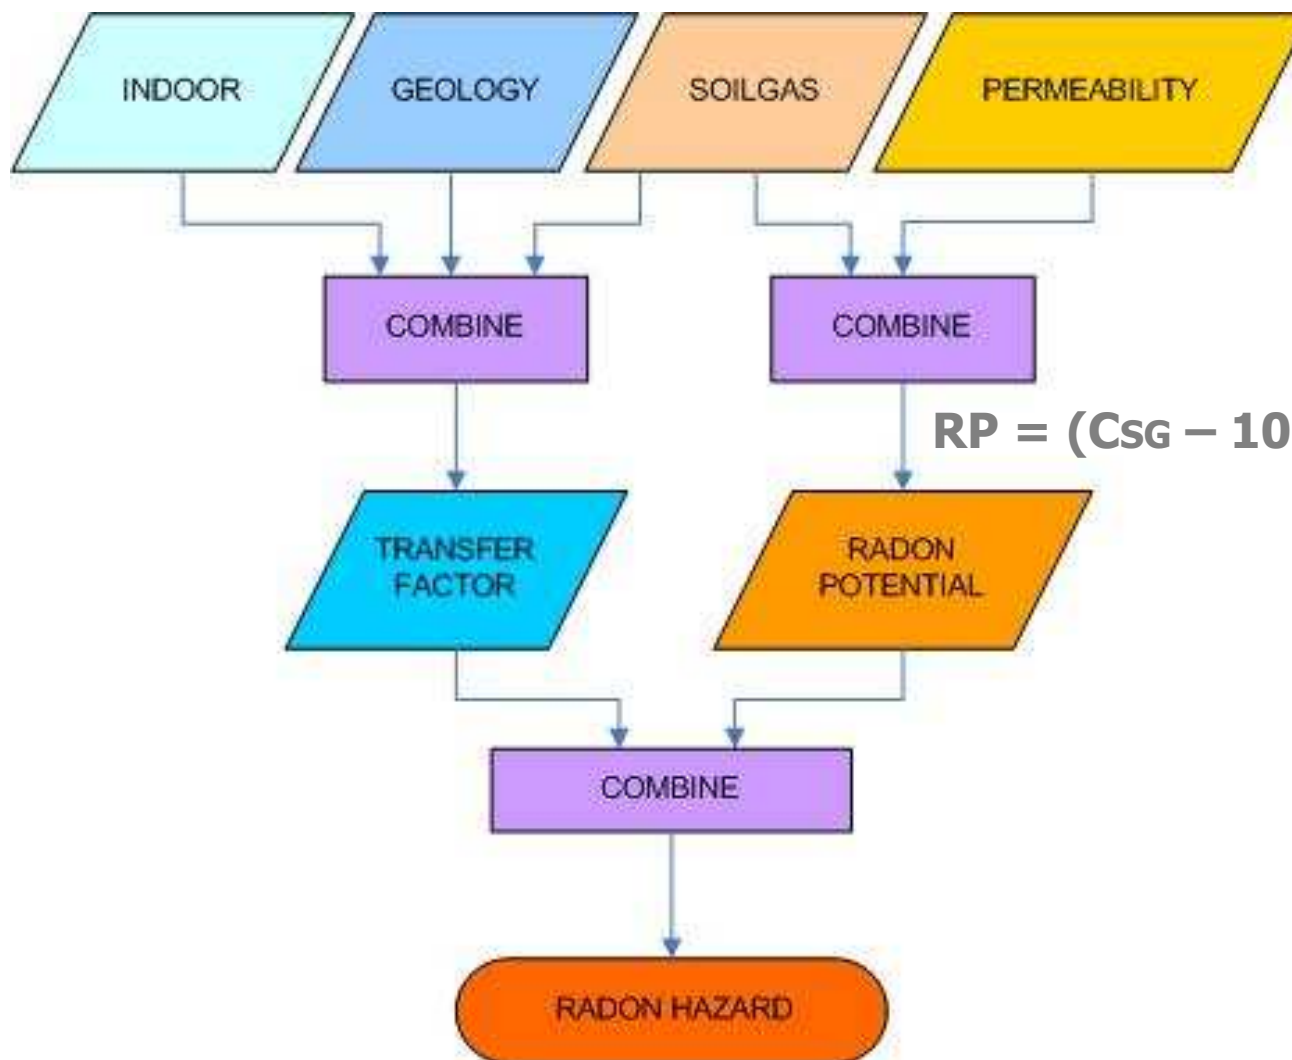 INDOOR
GEOLOGY
SOILGAS
PERMEABILITY
COMBINE
COMBINE
RP = (CSG – 10
TRANSFER
FACTOR
RADON
POTENTIAL
COMBINE
RADON HAZARD